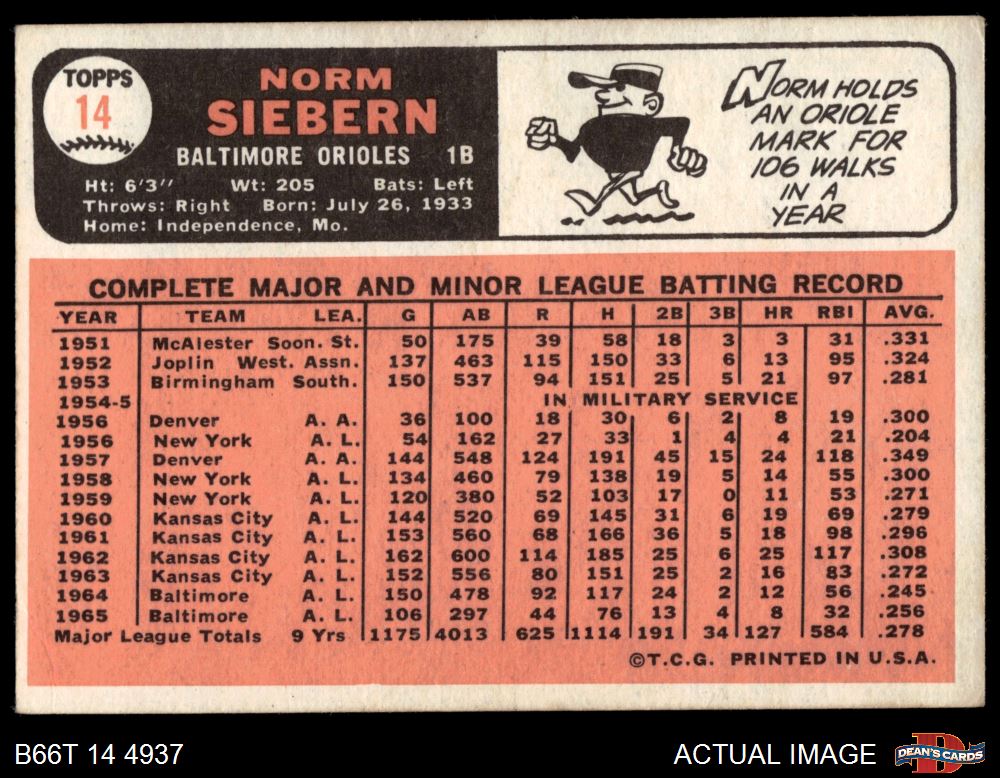 TOPPS
14
NORM
SIEBERN
BALTIMORE ORIOLES 1B
Ht: 6'3" Wt: 205 Bats: Left
Throws: Right Born: July 26, 1933
Home: Independence, Mo.
NORM HOLDS
AN ORIOLE
MARK FOR
106 WALKS
IN A
YEAR
COMPLETE MAJOR AND MINOR LEAGUE BATTING RECORD
YEAR TEAM LEA. G AB R H 2B 3B HR RBI AVG.
1951 McAlester Soon. St. 50 175 39 58 18 3 3 31 .331
1952 Joplin West. Assn. 137 463 115 150 33 6 13 95 .324
1953 Birmingham South. 150 537 94 151 25 5 21 97 .281
1954-5 IN MILITARY SERVICE
1956 Denver A. A. 36 100 18 30 6 2 8 19 .300
1956 New York A. L. 54 162 27 33 1 4 4 21 .204
1957 Denver A. A. 144 548 124 191 45 15 24 118 .349
1958 New York A. L. 134 460 79 138 19 5 14 55 .300
1959 New York A. L. 120 380 52 103 17 0 11 53 .271
1960 Kansas City A. L. 144 520 69 145 31 6 19 69 .279
1961 Kansas City A. L. 153 560 68 166 36 5 18 98 .296
1962 Kansas City A. L. 162 600 114 185 25 6 25 117 .308
1963 Kansas City A. L. 152 556 80 151 25 2 16 83 .272
1964 Baltimore A. L. 150 478 92 117 24 2 12 56 .245
1965 Baltimore A. L. 106 297 44 76 13 4 8 32 .256
Major League Totals 9 Yrs 1175 4013 625 1114 191 34 127 584 .278
©T.C.G. PRINTED IN U.S.A.
B66T 14 4937 ACTUAL IMAGE DEAN'S CARDS